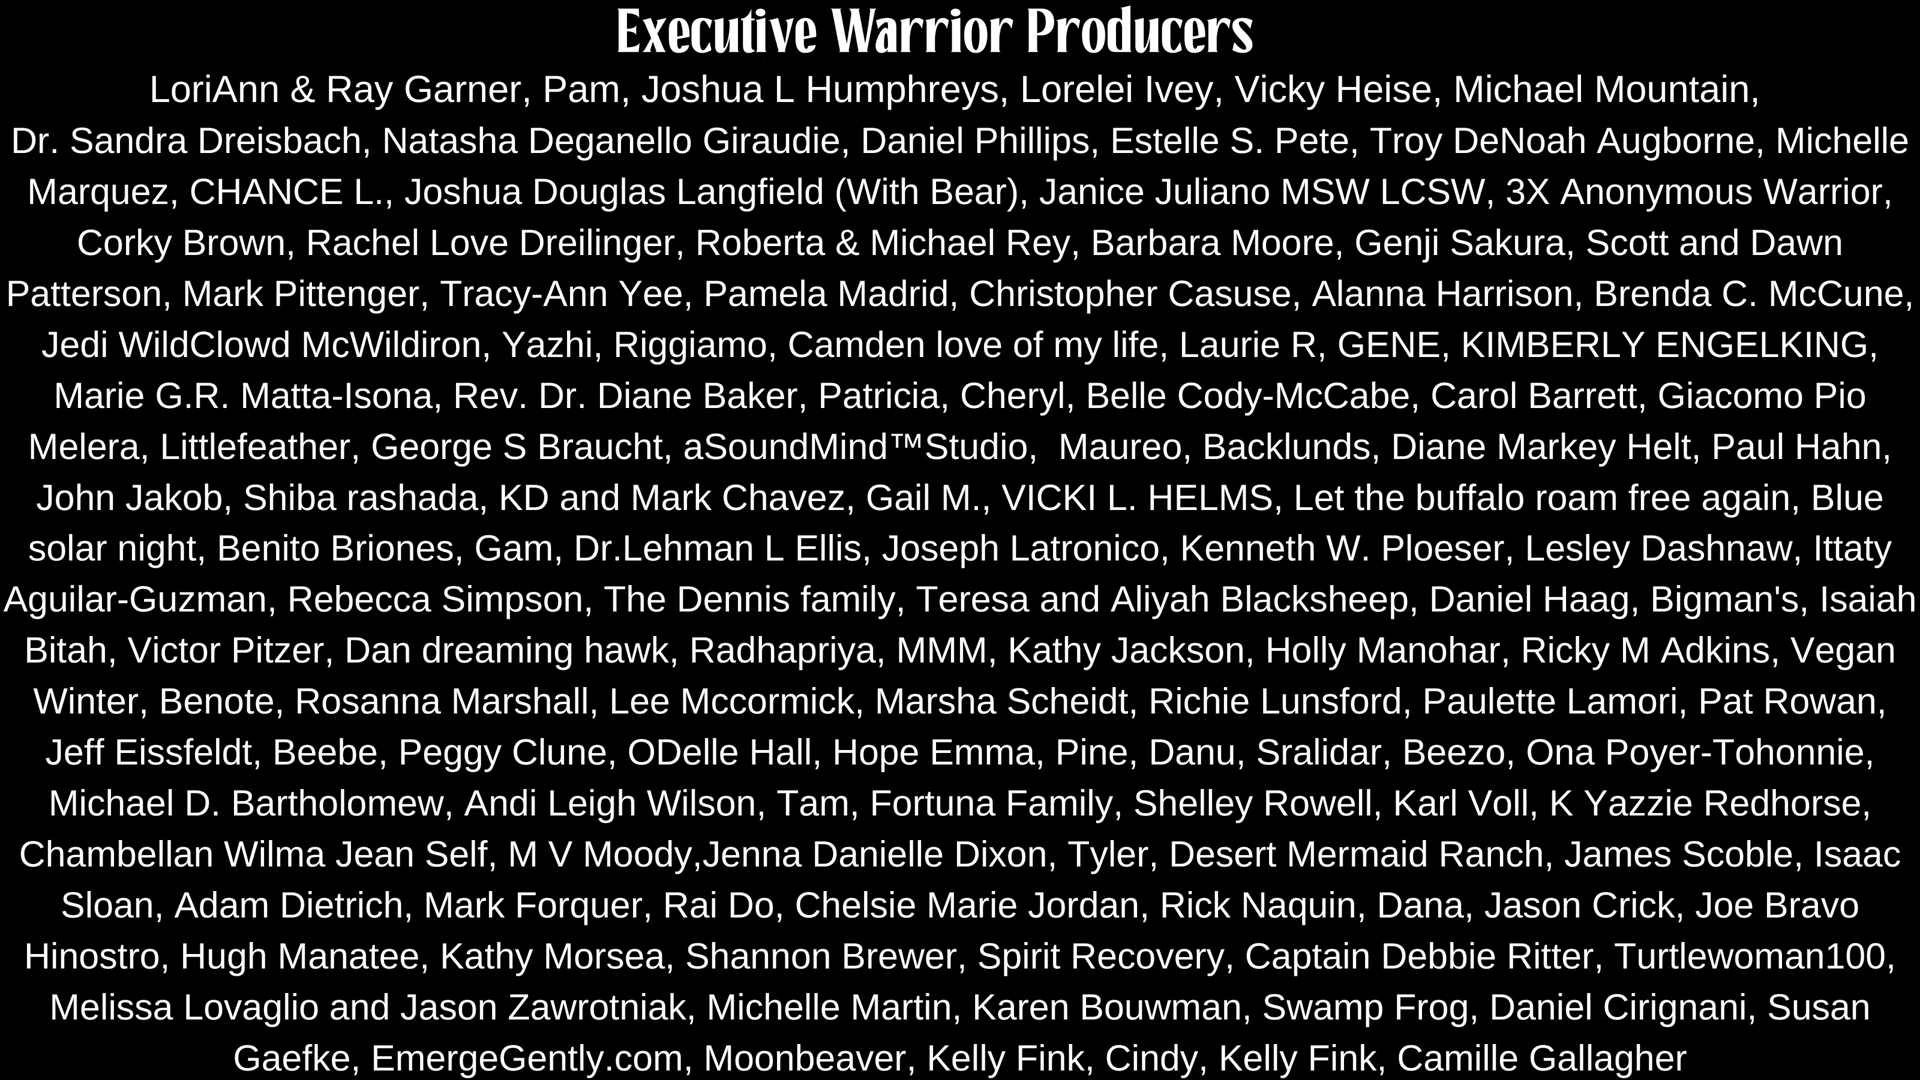 Executive Warrior Producers
LoriAnn & Ray Garner, Pam, Joshua L Humphreys, Lorelei Ivey, Vicky Heise, Michael Mountain,
Dr. Sandra Dreisbach, Natasha Deganello Giraudie, Daniel Phillips, Estelle S. Pete, Troy DeNoah Augborne, Michelle
Marquez, CHANCE L., Joshua Douglas Langfield (With Bear), Janice Juliano MSW LCSW, 3X Anonymous Warrior,
Corky Brown, Rachel Love Dreilinger, Roberta & Michael Rey, Barbara Moore, Genji Sakura, Scott and Dawn
Patterson, Mark Pittenger, Tracy-Ann Yee, Pamela Madrid, Christopher Casuse, Alanna Harrison, Brenda C. McCune,
Jedi WildClowd McWildiron, Yazhi, Riggiamo, Camden love of my life, Laurie R, GENE, KIMBERLY ENGELKING,
Marie G.R. Matta-Isona, Rev. Dr. Diane Baker, Patricia, Cheryl, Belle Cody-McCabe, Carol Barrett, Giacomo Pio
Melera, Littlefeather, George S Braucht, aSoundMind™Studio,  Maureo, Backlunds, Diane Markey Helt, Paul Hahn,
John Jakob, Shiba rashada, KD and Mark Chavez, Gail M., VICKI L. HELMS, Let the buffalo roam free again, Blue
solar night, Benito Briones, Gam, Dr.Lehman L Ellis, Joseph Latronico, Kenneth W. Ploeser, Lesley Dashnaw, Ittaty
Aguilar-Guzman, Rebecca Simpson, The Dennis family, Teresa and Aliyah Blacksheep, Daniel Haag, Bigman's, Isaiah
Bitah, Victor Pitzer, Dan dreaming hawk, Radhapriya, MMM, Kathy Jackson, Holly Manohar, Ricky M Adkins, Vegan
Winter, Benote, Rosanna Marshall, Lee Mccormick, Marsha Scheidt, Richie Lunsford, Paulette Lamori, Pat Rowan,
Jeff Eissfeldt, Beebe, Peggy Clune, ODelle Hall, Hope Emma, Pine, Danu, Sralidar, Beezo, Ona Poyer-Tohonnie,
Michael D. Bartholomew, Andi Leigh Wilson, Tam, Fortuna Family, Shelley Rowell, Karl Voll, K Yazzie Redhorse,
Chambellan Wilma Jean Self, M V Moody,Jenna Danielle Dixon, Tyler, Desert Mermaid Ranch, James Scoble, Isaac
Sloan, Adam Dietrich, Mark Forquer, Rai Do, Chelsie Marie Jordan, Rick Naquin, Dana, Jason Crick, Joe Bravo
Hinostro, Hugh Manatee, Kathy Morsea, Shannon Brewer, Spirit Recovery, Captain Debbie Ritter, Turtlewoman100,
Melissa Lovaglio and Jason Zawrotniak, Michelle Martin, Karen Bouwman, Swamp Frog, Daniel Cirignani, Susan
Gaefke, EmergeGently.com, Moonbeaver, Kelly Fink, Cindy, Kelly Fink, Camille Gallagher